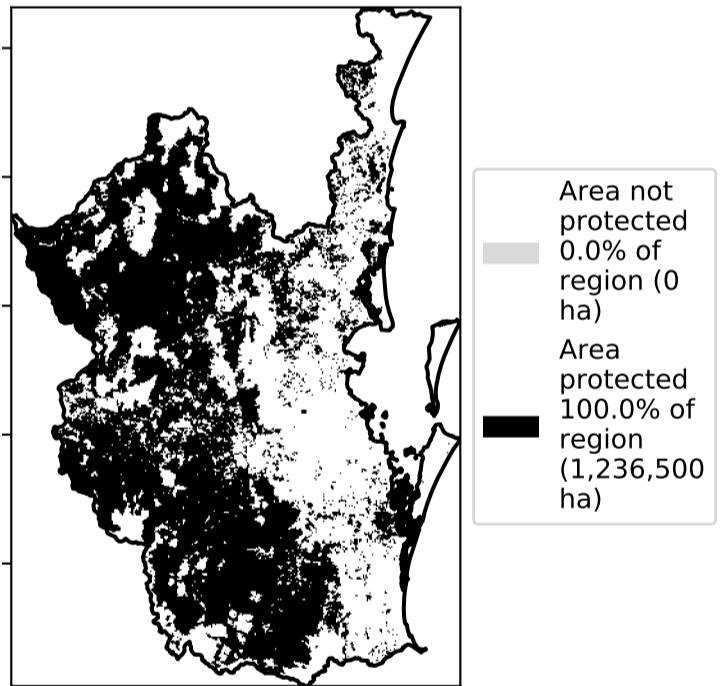 Area not
protected
0.0% of
region (0
ha)
Area
protected
100.0% of
region
(1,236,500
ha)